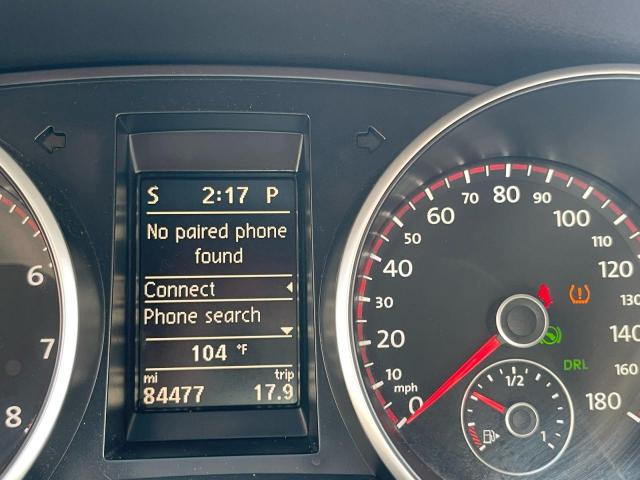 S 2:17 P
No paired phone
found
Connect
Phone search
104 °F
mi trip
84477 17.9
6
7
8
0
10
20
30
40
50
60
70
80
90
100
110
120
130
140
160
180
mph
DRL
1/2
1